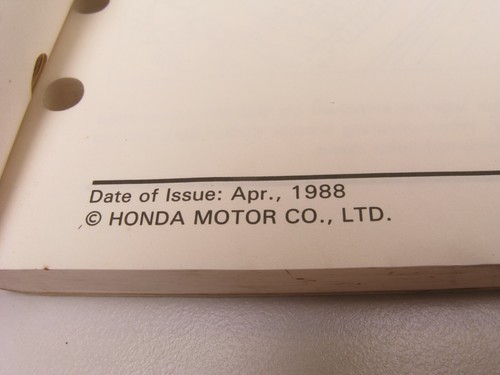 Date of Issue: Apr., 1988
© HONDA MOTOR CO., LTD.